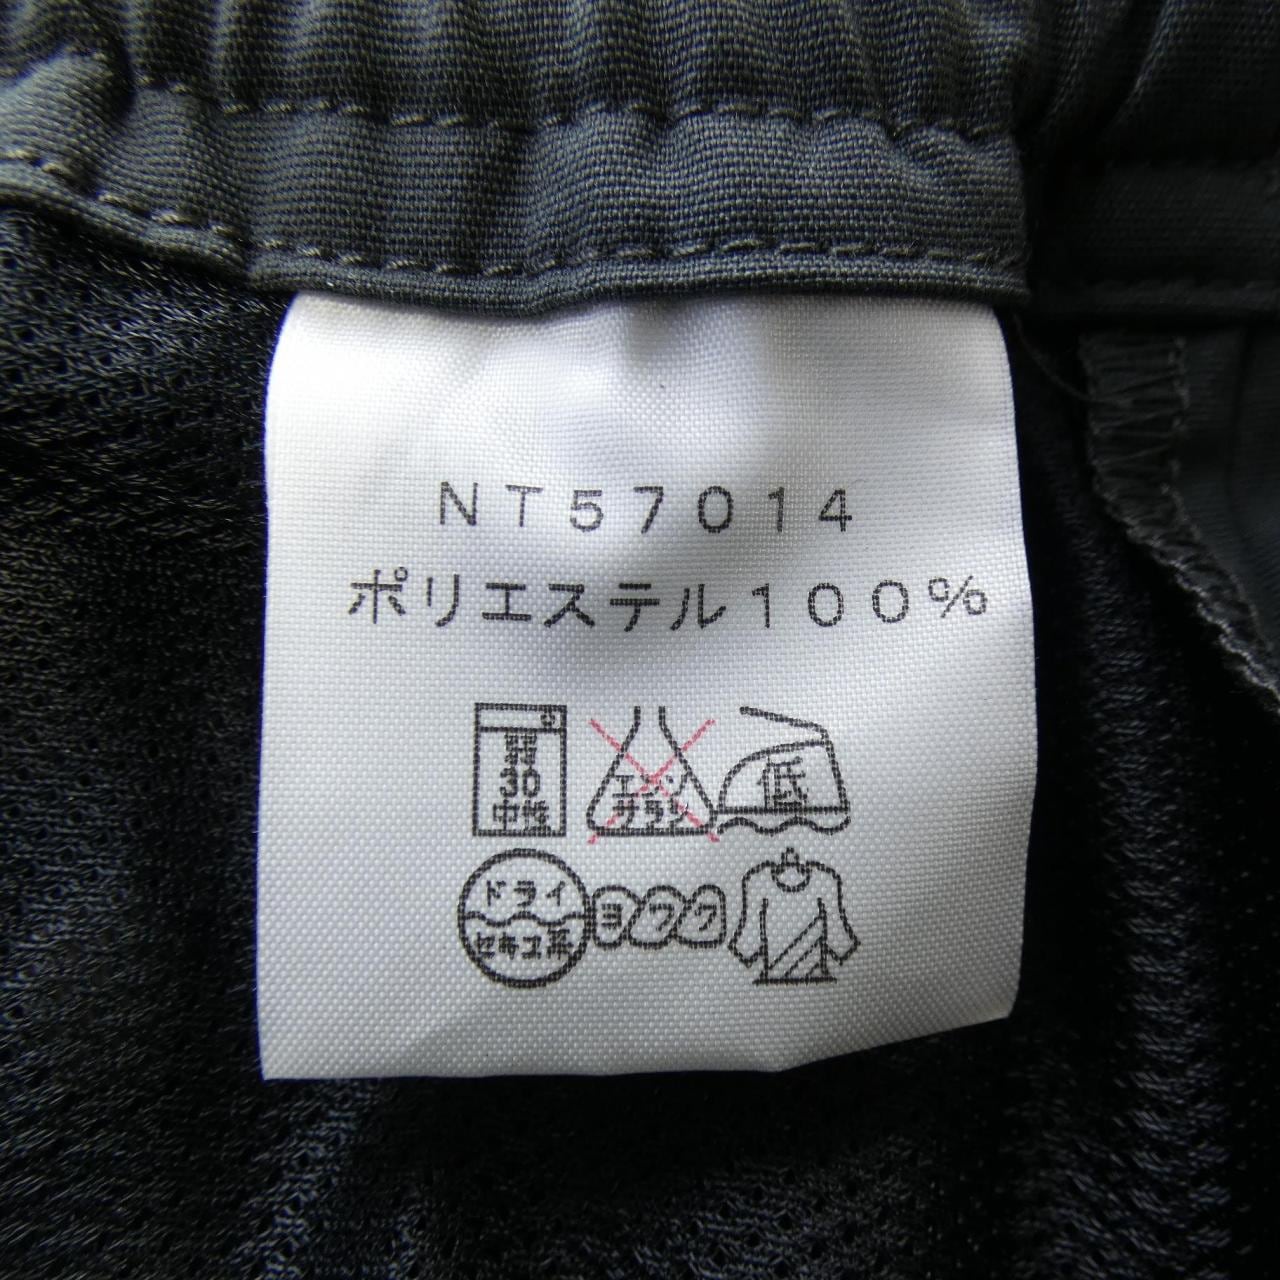 NT57014
ポリエステル100%
弱
30
中性
エンソ
サラシ
低
ドライ
セキユ系
ヨワク